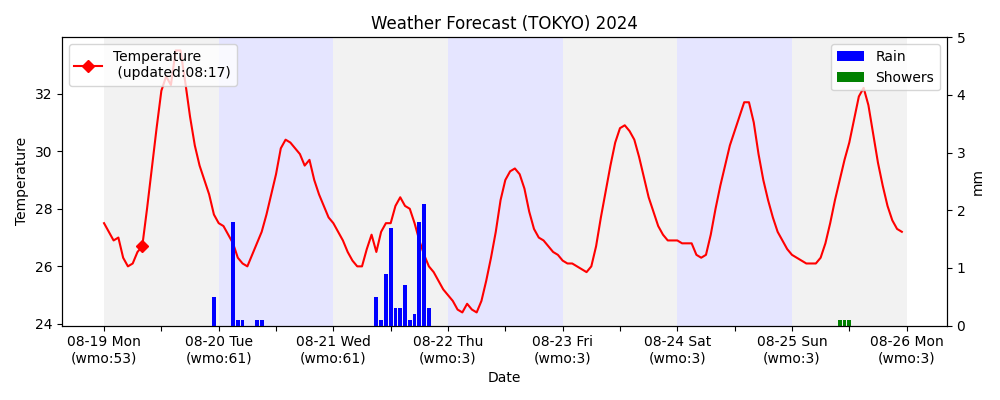 Weather Forecast (TOKYO) 2024
Temperature
(updated:08:17)
Rain
Showers
Temperature
32
30
28
26
24
5
4
3
2
1
0
mm
08-19 Mon
(wmo:53)
08-20 Tue
(wmo:61)
08-21 Wed
(wmo:61)
08-22 Thu
(wmo:3)
08-23 Fri
(wmo:3)
08-24 Sat
(wmo:3)
08-25 Sun
(wmo:3)
08-26 Mon
(wmo:3)
Date